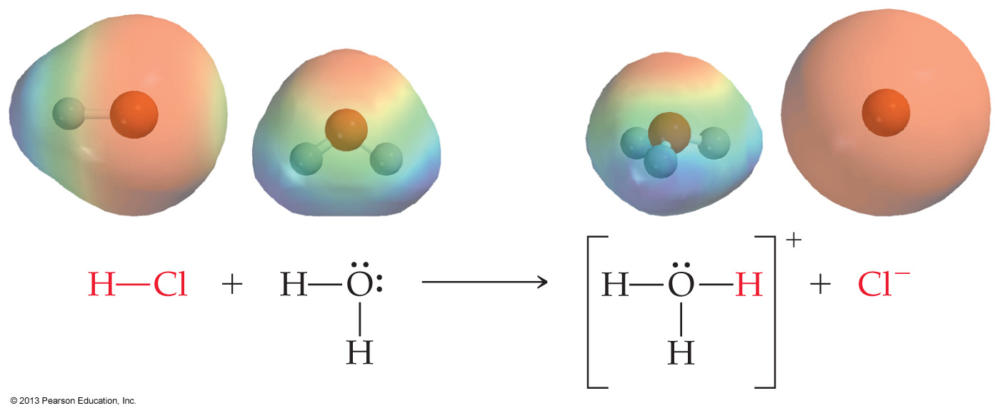 H—Cl + H—Ö: ⟶ [H—Ö—H]⁺ + Cl⁻
H H
© 2013 Pearson Education, Inc.